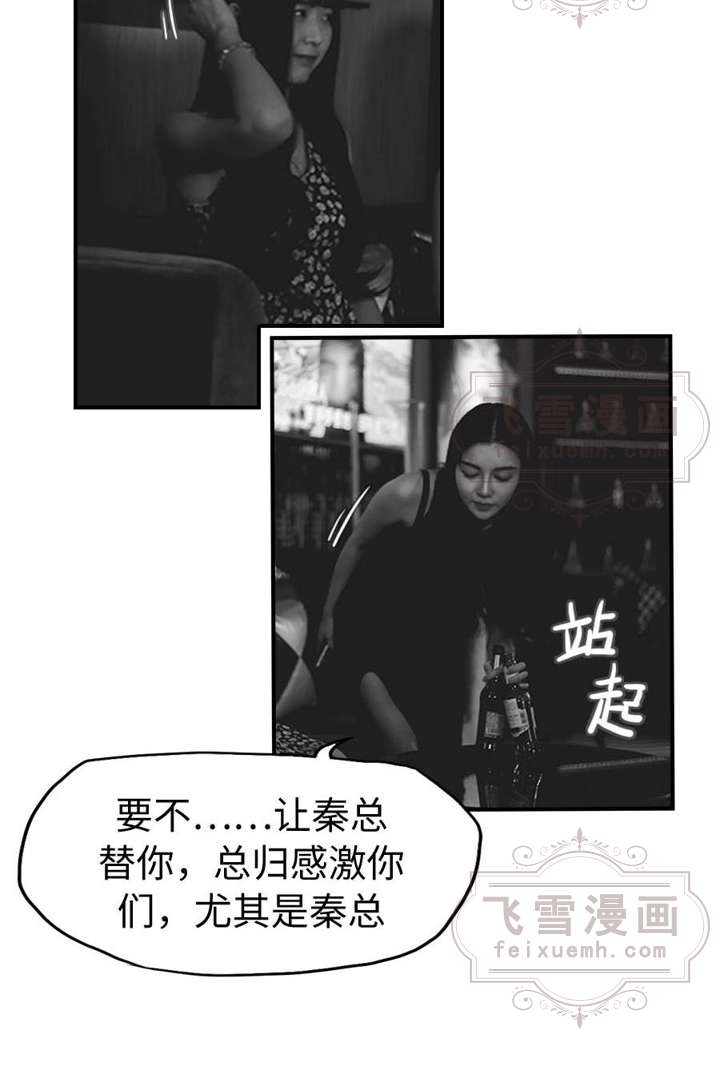 飞雪漫画
feixuemh.com
站
起
要不……让秦总
替你，总归感激你
们，尤其是秦总
飞雪漫画
feixuemh.com